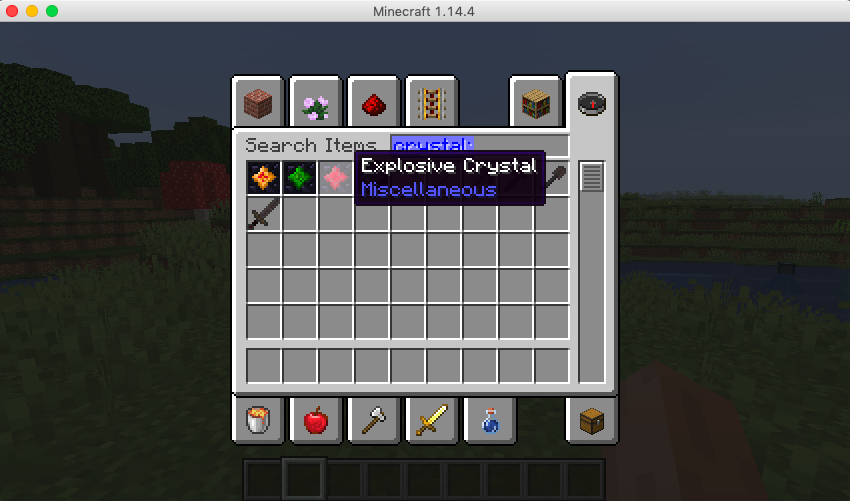 Minecraft 1.14.4
Search Items
crystal:
Explosive Crystal
Miscellaneous